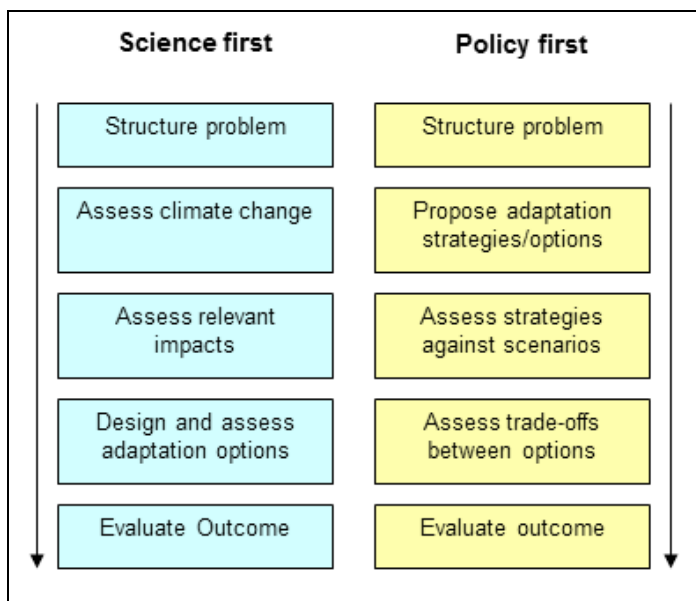 Science first
Policy first
Structure problem
Structure problem
Assess climate change
Propose adaptation
strategies/options
Assess relevant
impacts
Assess strategies
against scenarios
Design and assess
adaptation options
Assess trade-offs
between options
Evaluate Outcome
Evaluate outcome